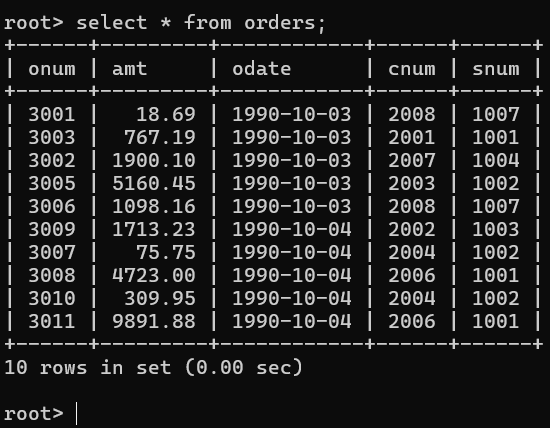 root> select * from orders;
+------+---------+------------+------+------+
| onum | amt     | odate      | cnum | snum |
+------+---------+------------+------+------+
| 3001 |   18.69 | 1990-10-03 | 2008 | 1007 |
| 3003 |  767.19 | 1990-10-03 | 2001 | 1001 |
| 3002 | 1900.10 | 1990-10-03 | 2007 | 1004 |
| 3005 | 5160.45 | 1990-10-03 | 2003 | 1002 |
| 3006 | 1098.16 | 1990-10-03 | 2008 | 1007 |
| 3009 | 1713.23 | 1990-10-04 | 2002 | 1003 |
| 3007 |   75.75 | 1990-10-04 | 2004 | 1002 |
| 3008 | 4723.00 | 1990-10-04 | 2006 | 1001 |
| 3010 |  309.95 | 1990-10-04 | 2004 | 1002 |
| 3011 | 9891.88 | 1990-10-04 | 2006 | 1001 |
+------+---------+------------+------+------+
10 rows in set (0.00 sec)
root>